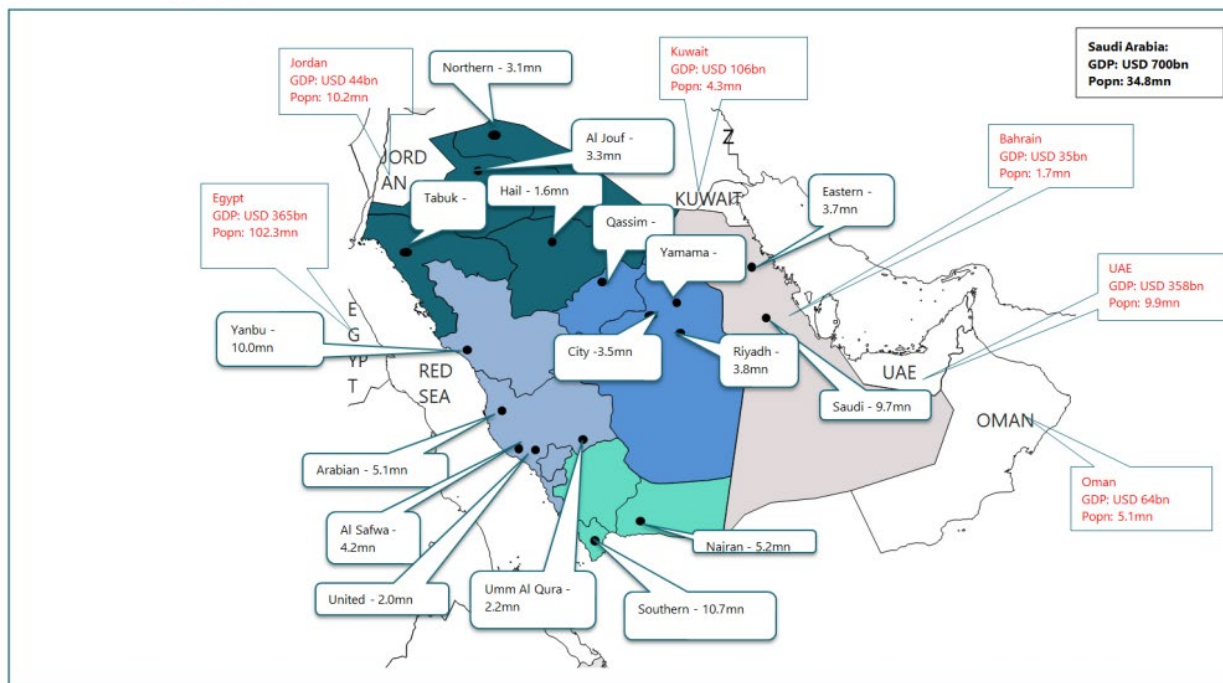 Saudi Arabia:
GDP: USD 700bn
Popn: 34.8mn
Jordan
GDP: USD 44bn
Popn: 10.2mn
Northern - 3.1mn
Kuwait
GDP: USD 106bn
Popn: 4.3mn
Al Jouf -
3.3mn
Z
Bahrain
GDP: USD 35bn
Popn: 1.7mn
JORD
AN
Hail - 1.6mn
KUWAIT
Eastern -
3.7mn
Egypt
GDP: USD 365bn
Popn: 102.3mn
Tabuk -
Qassim -
Yamama -
UAE
GDP: USD 358bn
Popn: 9.9mn
E
G
YP
T
Yanbu -
10.0mn
RED
SEA
City -3.5mn
Riyadh -
3.8mn
UAE
Saudi - 9.7mn
OMAN
Arabian -
5.1mn
Oman
GDP: USD 64bn
Popn: 5.1mn
Al Safwa -
4.2mn
Najran - 5.2mn
United - 2.0mn
Umm Al Qura -
2.2mn
Southern - 10.7mn